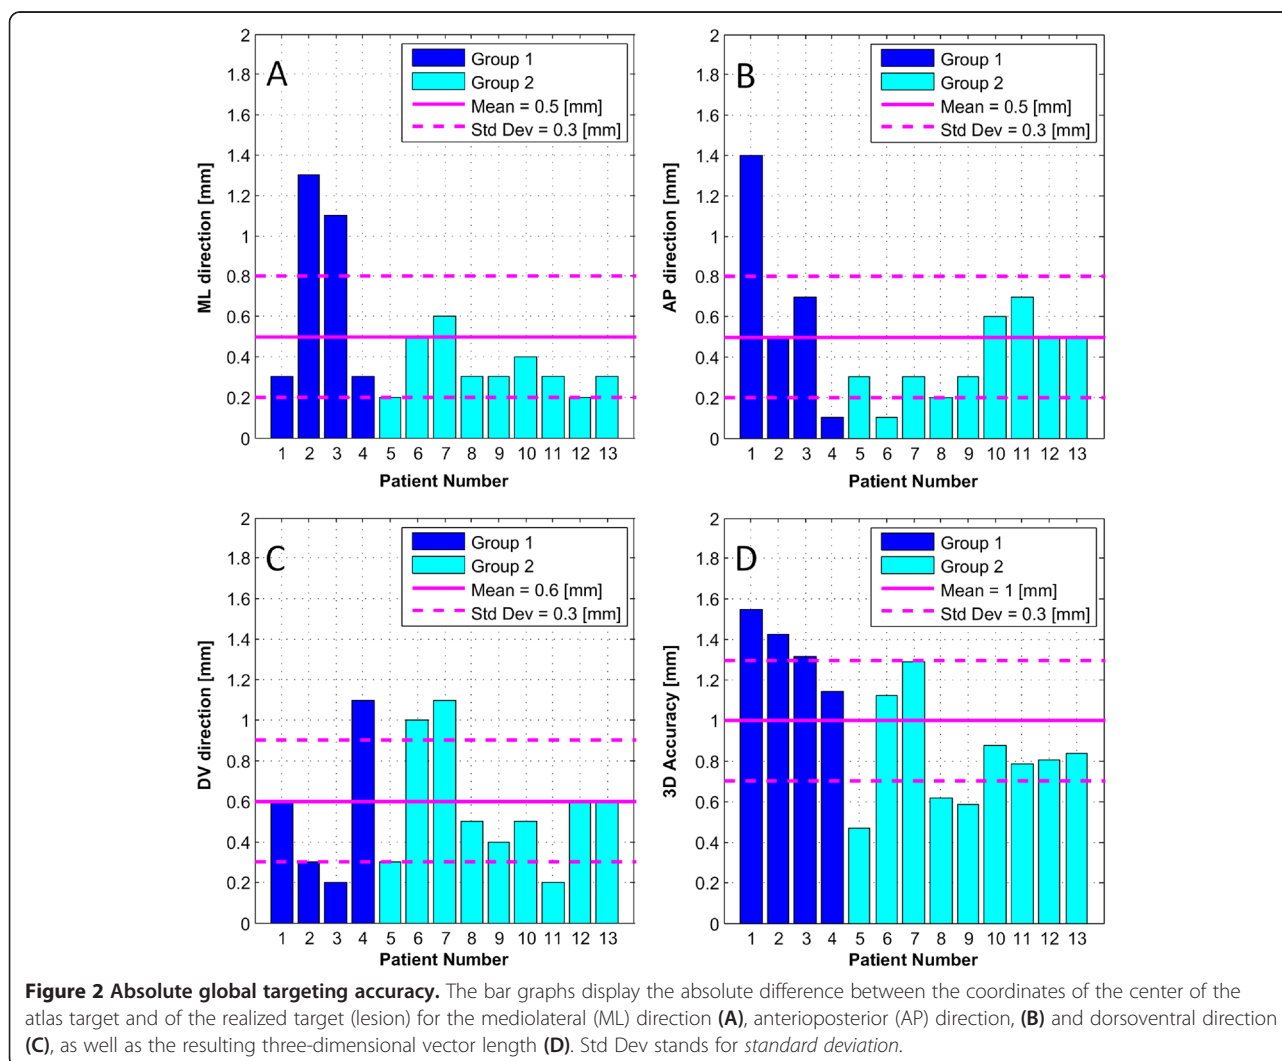 A
ML direction [mm]
2
1.8
1.6
1.4
1.2
1
0.8
0.6
0.4
0.2
0
Group 1
Group 2
Mean = 0.5 [mm]
Std Dev = 0.3 [mm]
1 2 3 4 5 6 7 8 9 10 11 12 13
Patient Number
B
AP direction [mm]
2
1.8
1.6
1.4
1.2
1
0.8
0.6
0.4
0.2
0
Group 1
Group 2
Mean = 0.5 [mm]
Std Dev = 0.3 [mm]
1 2 3 4 5 6 7 8 9 10 11 12 13
Patient Number
C
DV direction [mm]
2
1.8
1.6
1.4
1.2
1
0.8
0.6
0.4
0.2
0
Group 1
Group 2
Mean = 0.6 [mm]
Std Dev = 0.3 [mm]
1 2 3 4 5 6 7 8 9 10 11 12 13
Patient Number
D
3D Accuracy [mm]
2
1.8
1.6
1.4
1.2
1
0.8
0.6
0.4
0.2
0
Group 1
Group 2
Mean = 1 [mm]
Std Dev = 0.3 [mm]
1 2 3 4 5 6 7 8 9 10 11 12 13
Patient Number
Figure 2 Absolute global targeting accuracy. The bar graphs display the absolute difference between the coordinates of the center of the
atlas target and of the realized target (lesion) for the mediolateral (ML) direction (A), anterioposterior (AP) direction, (B) and dorsoventral direction
(C), as well as the resulting three-dimensional vector length (D). Std Dev stands for standard deviation.